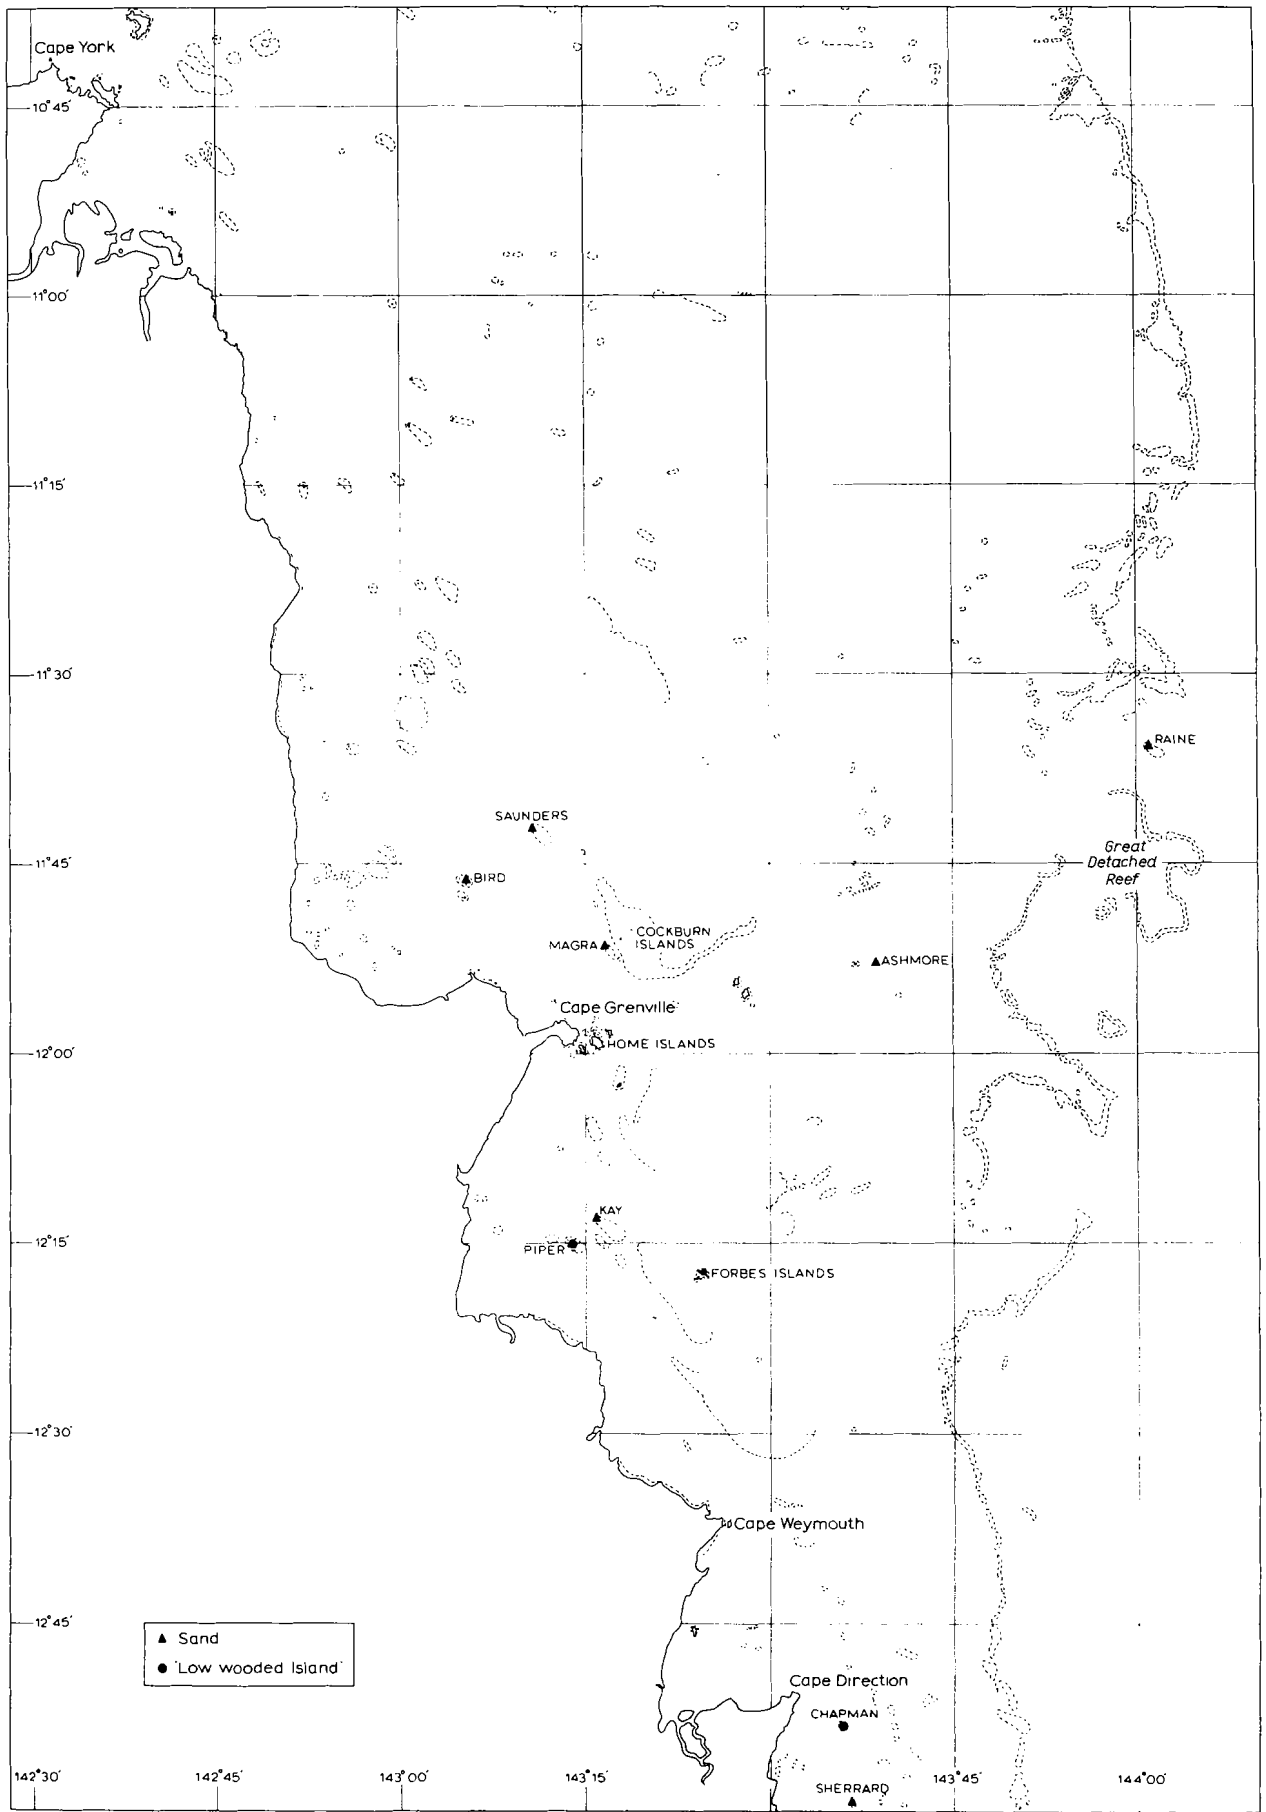 Cape York
10°45'
11°00'
11°15'
11°30'
RAINE
SAUNDERS
11°45'
Great
Detached
Reef
BIRD
COCKBURN
ISLANDS
MAGRA
ASHMORE
Cape Grenville
HOME ISLANDS
12°00'
KAY
12°15'
PIPER
FORBES ISLANDS
12°30'
Cape Weymouth
12°45'
Sand
'Low wooded Island'
Cape Direction
CHAPMAN
142°30' 142°45' 143°00' 143°15' 143°45' 144°00'
SHERRARD